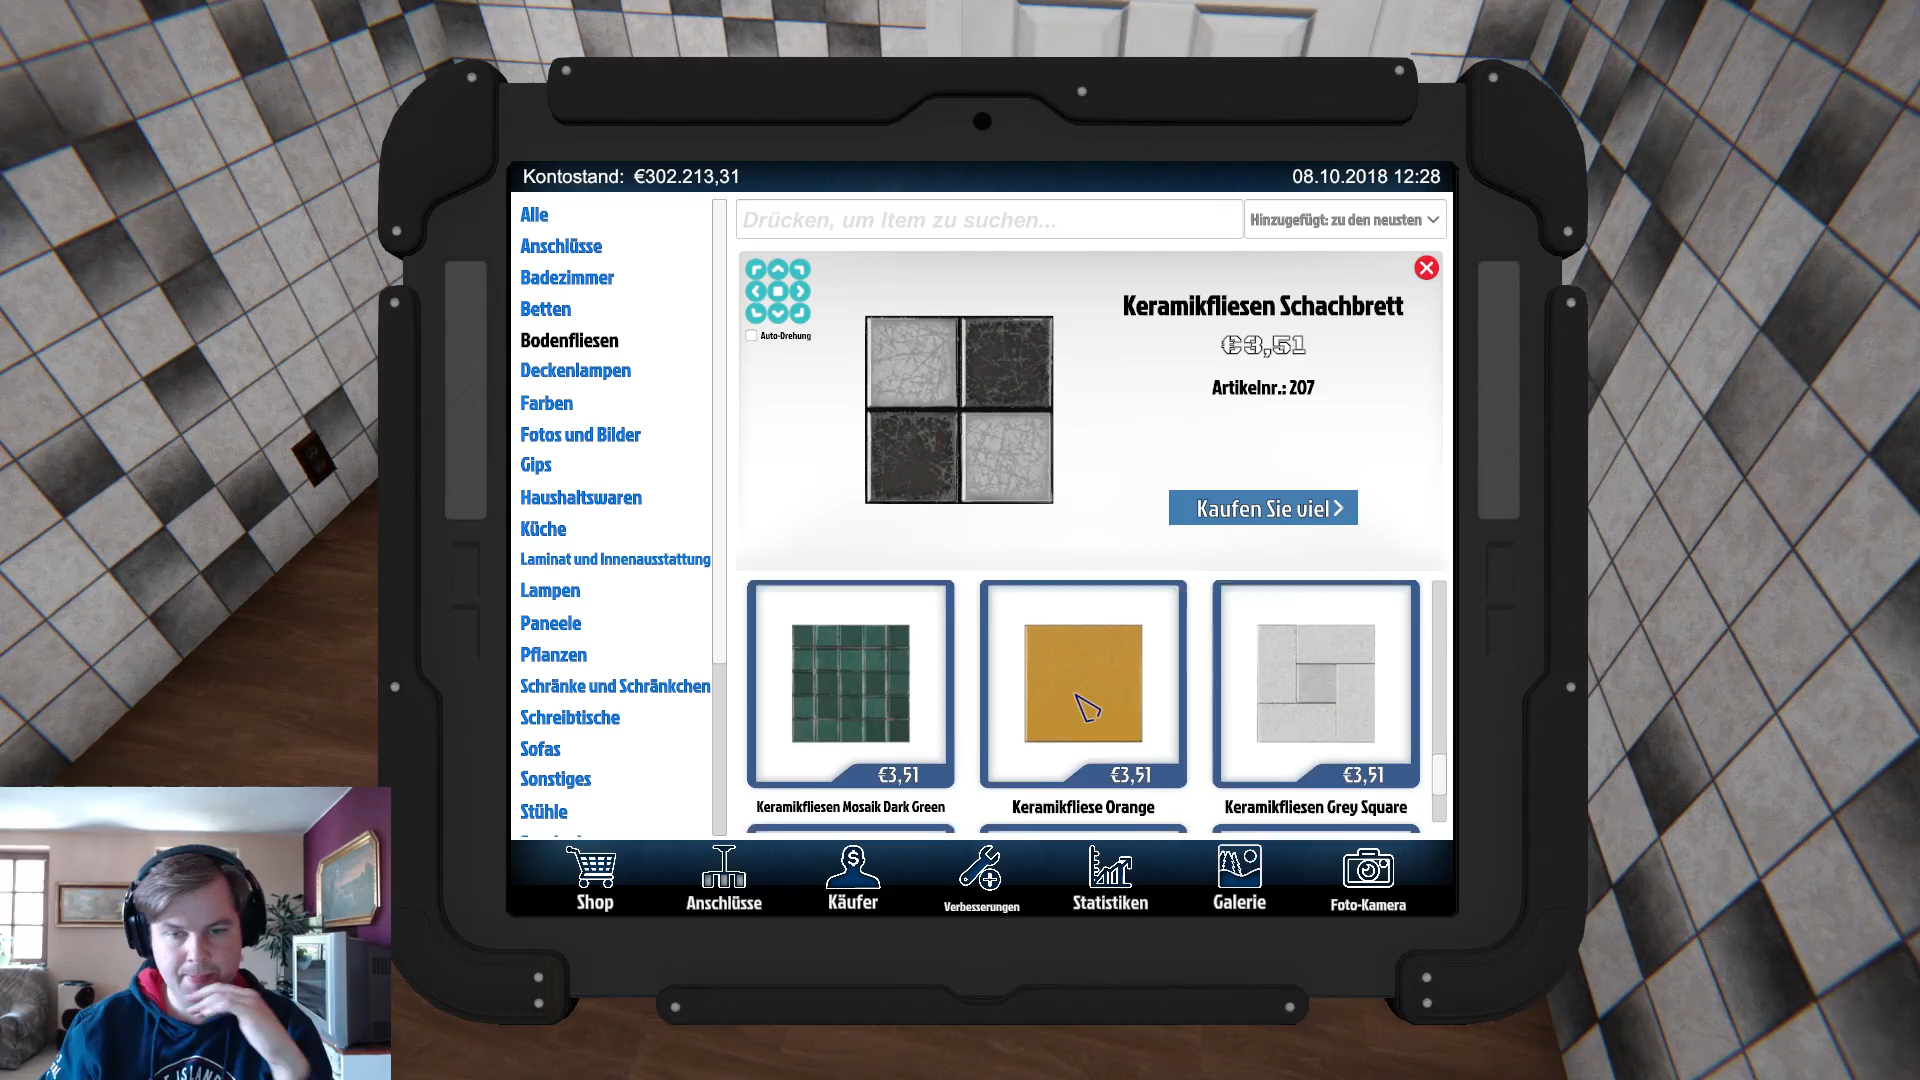 Kontostand: €302.213,31
08.10.2018 12:28
Alle
Anschlüsse
Badezimmer
Betten
Bodenfliesen
Deckenlampen
Farben
Fotos und Bilder
Gips
Haushaltswaren
Küche
Laminat und Innenausstattung
Lampen
Paneele
Pflanzen
Schränke und Schränkchen
Schreibtische
Sofas
Sonstiges
Stühle
Drücken, um Item zu suchen...
Hinzugefügt: zu den neusten
Auto-Drehung
Keramikfliesen Schachbrett
€3,51
Artikelnr.: 207
Kaufen Sie viel
€3,51
€3,51
€3,51
Keramikfliesen Mosaik Dark Green
Keramikfliese Orange
Keramikfliesen Grey Square
Shop
Anschlüsse
Käufer
Verbesserungen
Statistiken
Galerie
Foto-Kamera